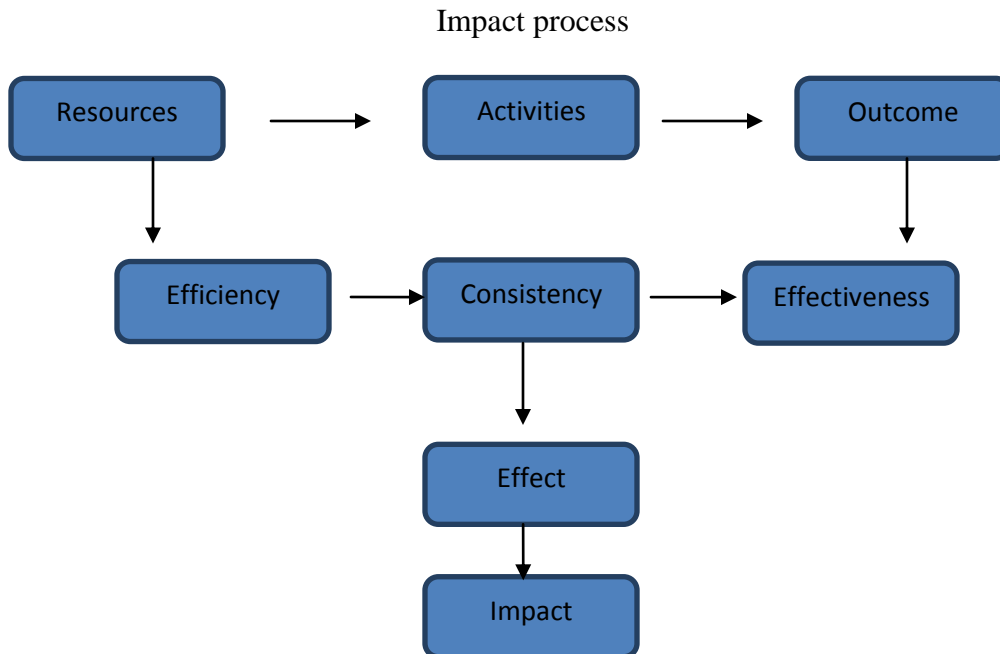 Impact process
Resources
Activities
Outcome
Efficiency
Consistency
Effectiveness
Effect
Impact